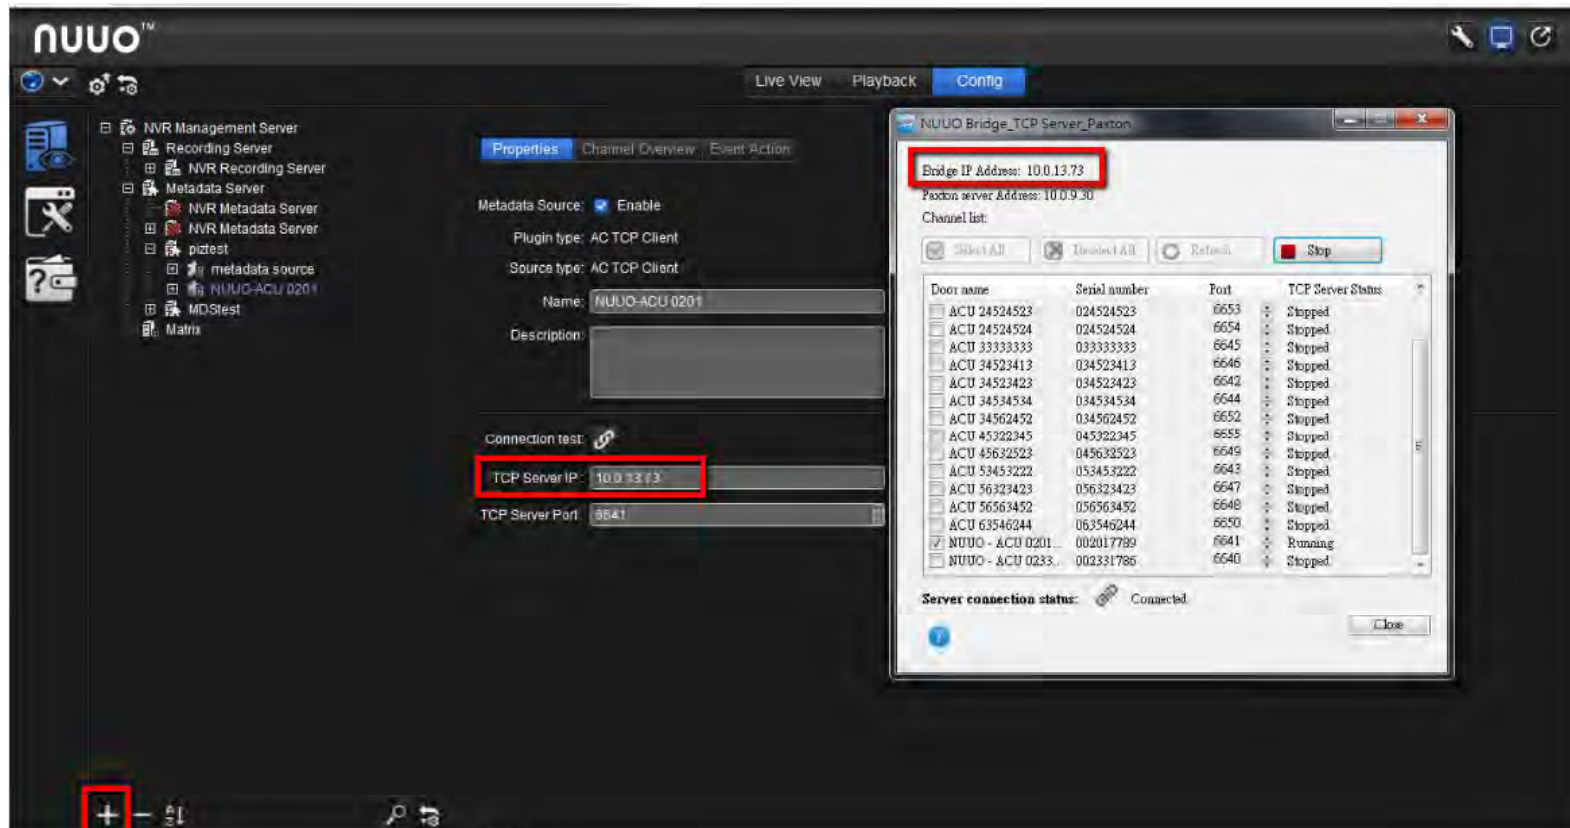 nuuo™
Live View Playback Config
NVR Management Server
Recording Server
NVR Recording Server
Metadata Server
NVR Metadata Server
NVR Metadata Server
piztest
metadata source
NUUO-ACU 0201
MDStest
Matrix
Properties Channel Overview Event Action
Metadata Source: Enable
Plugin type: AC TCP Client
Source type: AC TCP Client
Name: NUUO-ACU 0201
Description:
Connection test:
TCP Server IP: 10.0.13.73
TCP Server Port: 6641
NUUO Bridge_TCP Server_Paxton
Bridge IP Address: 10.0.13.73
Paxton server Address: 10.0.9.30
Channel list:
Select All Deselect All Refresh Stop
Door name Serial number Port TCP Server Status
ACU 24524523 024524523 6653 Stopped
ACU 24524524 024524524 6654 Stopped
ACU 33333333 033333333 6645 Stopped
ACU 34523413 034523413 6646 Stopped
ACU 34523423 034523423 6642 Stopped
ACU 34534534 034534534 6644 Stopped
ACU 34562452 034562452 6652 Stopped
ACU 45322345 045322345 6655 Stopped
ACU 45632523 045632523 6649 Stopped
ACU 53453222 053453222 6643 Stopped
ACU 56323423 056323423 6647 Stopped
ACU 56563452 056563452 6648 Stopped
ACU 63546244 063546244 6650 Stopped
NUUO - ACU 0201... 002017789 6641 Running
NUUO - ACU 0233... 002331786 6640 Stopped
Server connection status: Connected
Close